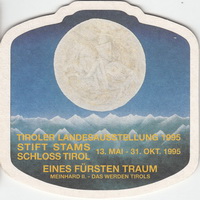 TIROLER LANDESAUSSTELLUNG 1995
STIFT STAMS
SCHLOSS TIROL 13. MAI - 31. OKT. 1995
EINES FÜRSTEN TRAUM
MEINHARD II. - DAS WERDEN TIROLS